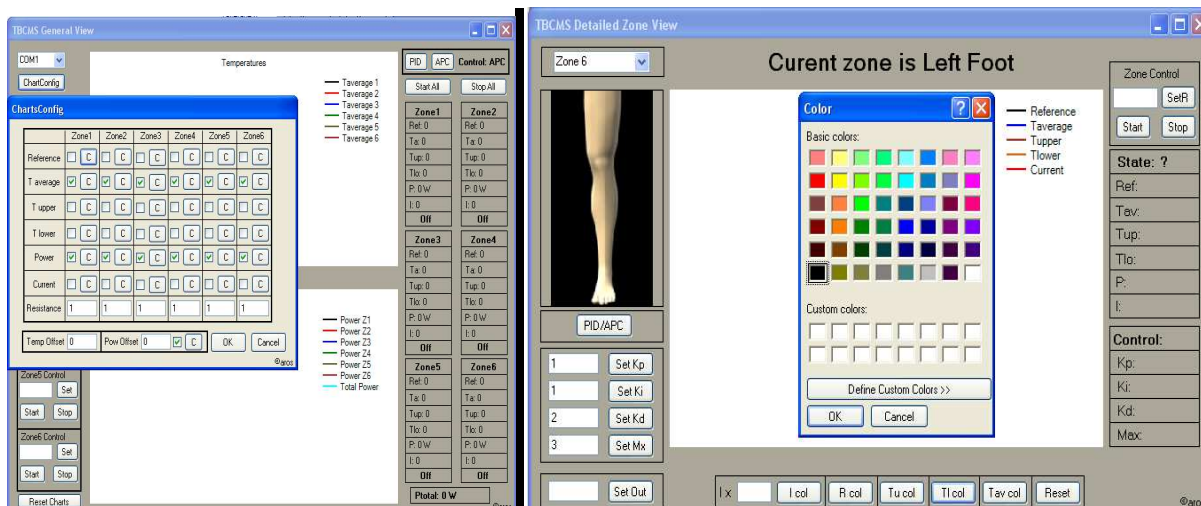 TBCMS General View
COM1
ChartConfig
Temperatures
Taverage 1
Taverage 2
Taverage 3
Taverage 4
Taverage 5
Taverage 6
PID APC Control: APC
Start All Stop All
ChartsConfig
Zone1 Zone2 Zone3 Zone4 Zone5 Zone6
Reference C C C C C C
T average C C C C C C
T upper C C C C C C
T lower C C C C C C
Power C C C C C C
Current C C C C C C
Resistance 1 1 1 1 1 1
Temp Offset 0 Pow Offset 0 C OK Cancel
©aros
Zone1 Zone2
Ref: 0 Ref: 0
Ta: 0 Ta: 0
Tup: 0 Tup: 0
Tlo: 0 Tlo: 0
P: 0 W P: 0 W
I: 0 I: 0
Off Off
Zone3 Zone4
Ref: 0 Ref: 0
Ta: 0 Ta: 0
Tup: 0 Tup: 0
Tlo: 0 Tlo: 0
P: 0 W P: 0 W
I: 0 I: 0
Off Off
Zone5 Zone6
Ref: 0 Ref: 0
Ta: 0 Ta: 0
Tup: 0 Tup: 0
Tlo: 0 Tlo: 0
P: 0 W P: 0 W
I: 0 I: 0
Off Off
Ptotal: 0 W
Power Z1
Power Z2
Power Z3
Power Z4
Power Z5
Power Z6
Total Power
Zone5 Control
Set
Start Stop
Zone6 Control
Set
Start Stop
Reset Charts
TBCMS Detailed Zone View
Zone 6
Curent zone is Left Foot
Color
Basic colors:
Custom colors:
Define Custom Colors >>
OK Cancel
Reference
Taverage
Tupper
Tlower
Current
Zone Control
SetR
Start Stop
State: ?
Ref:
Tav:
Tup:
Tlo:
P:
I:
Control:
Kp:
Ki:
Kd:
Max:
PID/APC
1 Set Kp
1 Set Ki
2 Set Kd
3 Set Mx
Set Out
I x I col R col Tu col Tl col Tav col Reset
©aros